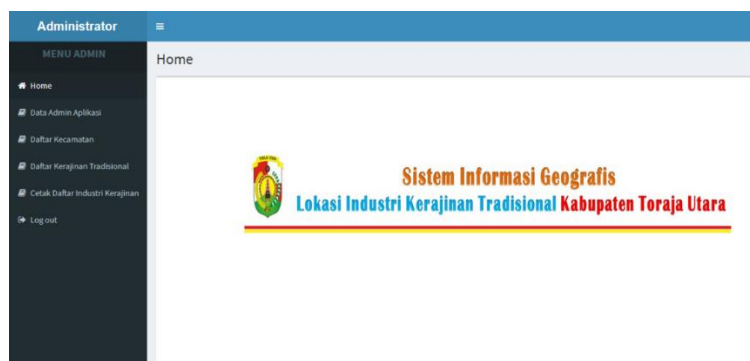 Administrator
MENU ADMIN
Home
Home
Data Admin Aplikasi
Daftar Kecamatan
Daftar Kerajinan Tradisional
Cetak Daftar Industri Kerajinan
Log out
Sistem Informasi Geografis
Lokasi Industri Kerajinan Tradisional Kabupaten Toraja Utara